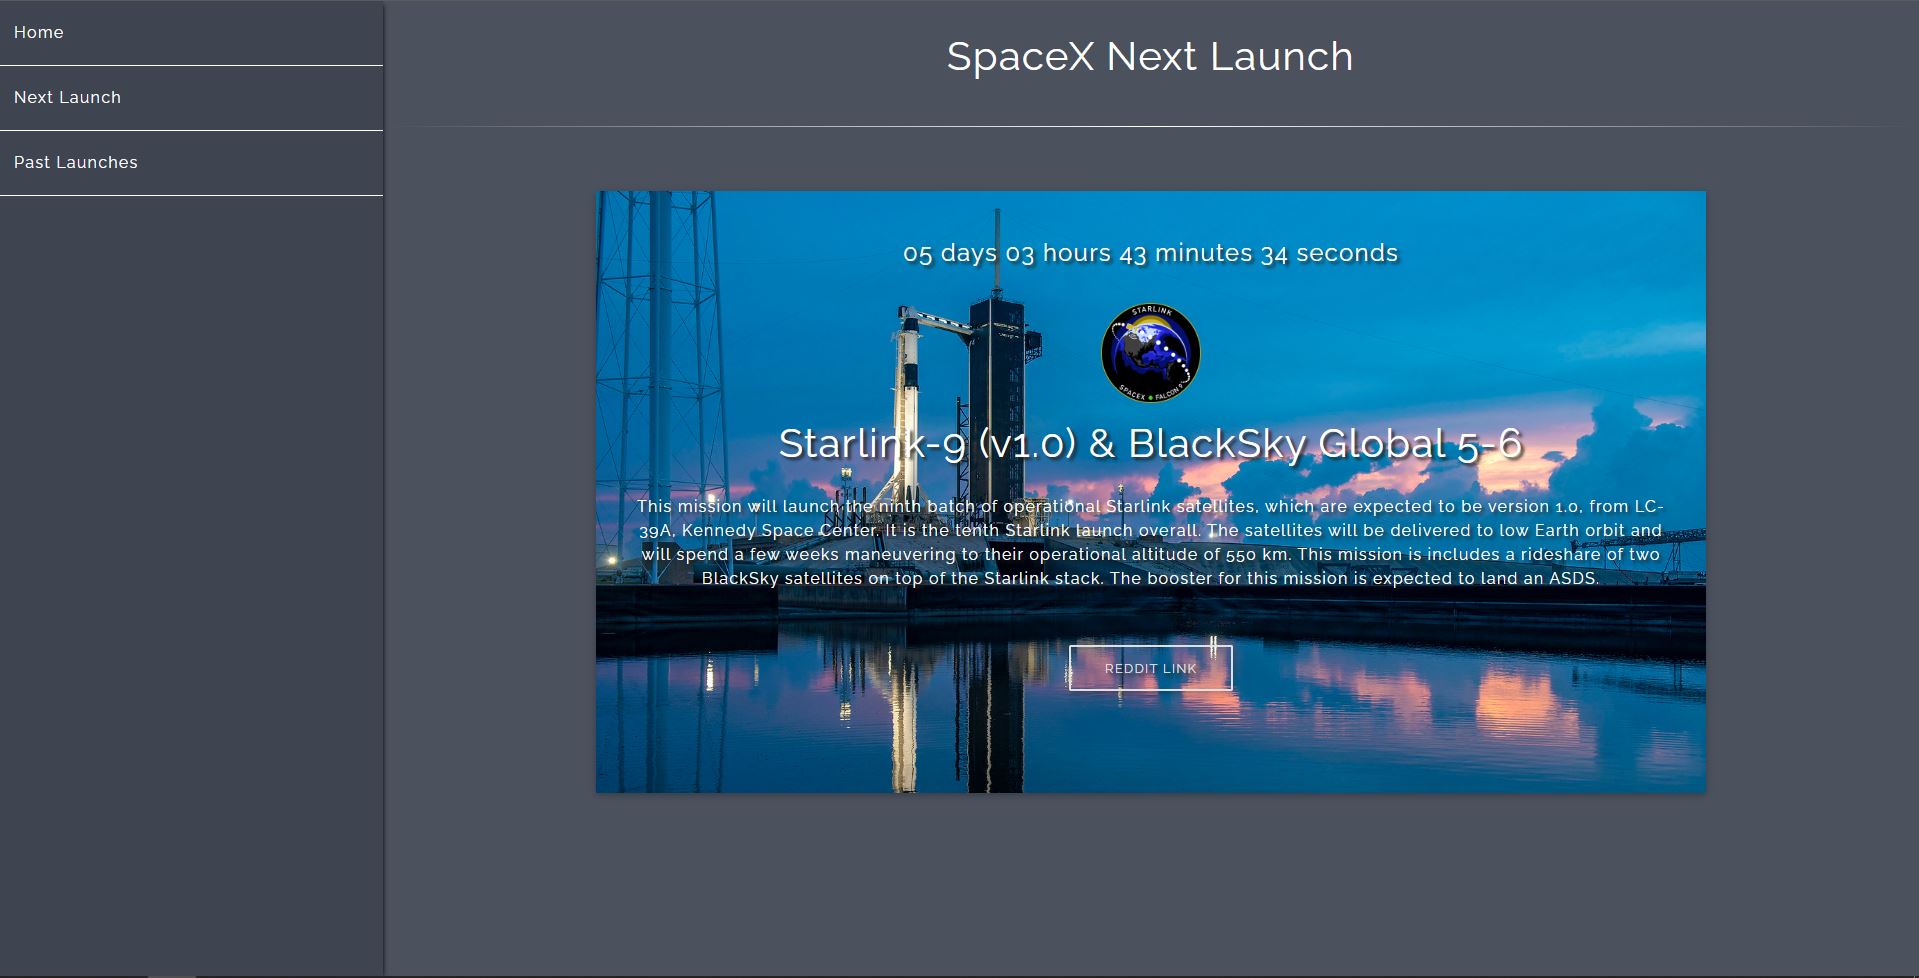 Home
Next Launch
Past Launches
SpaceX Next Launch
05 days 03 hours 43 minutes 34 seconds
STARLINK
SPACEX FALCON 9
Starlink-9 (v1.0) & BlackSky Global 5-6
This mission will launch the ninth batch of operational Starlink satellites, which are expected to be version 1.0, from LC-
39A, Kennedy Space Center. It is the tenth Starlink launch overall. The satellites will be delivered to low Earth orbit and
will spend a few weeks maneuvering to their operational altitude of 550 km. This mission is includes a rideshare of two
BlackSky satellites on top of the Starlink stack. The booster for this mission is expected to land an ASDS.
REDDIT LINK